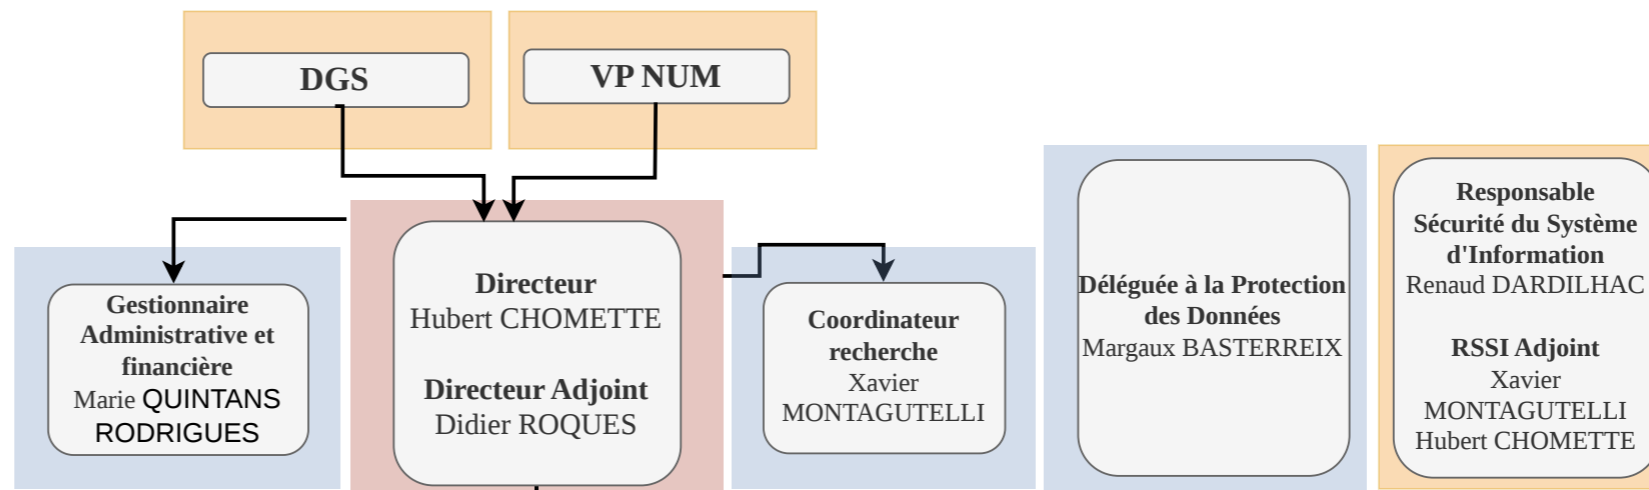 DGS
VP NUM
Gestionnaire
Administrative et
financière
Marie QUINTANS
RODRIGUES
Directeur
Hubert CHOMETTE
Directeur Adjoint
Didier ROQUES
Coordinateur
recherche
Xavier
MONTAGUTELLI
Déléguée à la Protection
des Données
Margaux BASTERREIX
Responsable
Sécurité du Système
d'Information
Renaud DARDILHAC
RSSI Adjoint
Xavier
MONTAGUTELLI
Hubert CHOMETTE